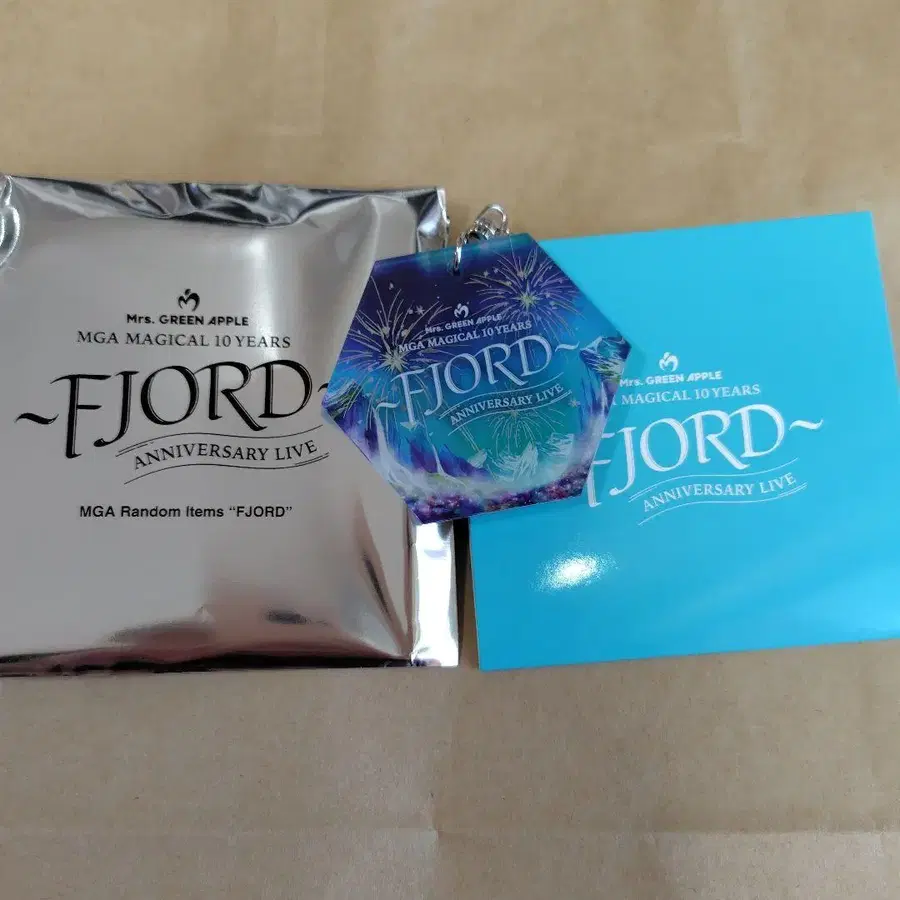 Mrs. GREEN APPLE
MGA MAGICAL 10 YEARS
~FJORD~
ANNIVERSARY LIVE
MGA Random Items “FJORD”
Mrs. GREEN APPLE
MGA MAGICAL 10 YEARS
~FJORD~
ANNIVERSARY LIVE
Mrs. GREEN APPLE
MAGICAL 10 YEARS
FJORD~
ANNIVERSARY LIVE